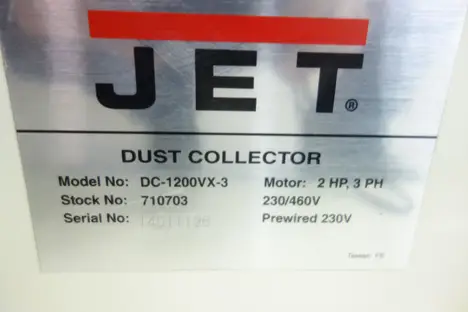 JET®
DUST COLLECTOR
Model No: DC-1200VX-3 Motor: 2 HP, 3 PH
Stock No: 710703 230/460V
Serial No: Prewired 230V
Taiwan